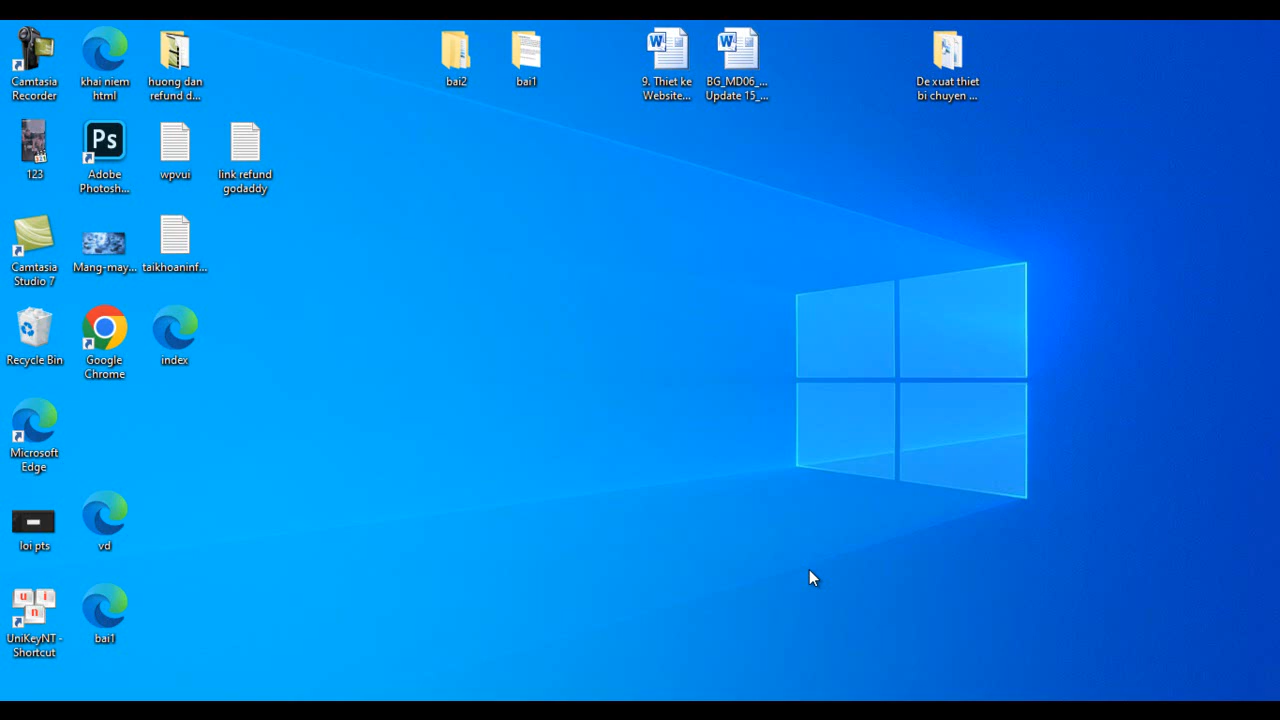 Camtasia
Recorder
khai niem
html
huong dan
refund d...
bai2
bai1
9. Thiet ke
Website...
BG_MD06_...
Update 15_...
De xuat thiet
bi chuyen ...
123
Ps
Adobe
Photosh...
wpvui
link refund
godaddy
Camtasia
Studio 7
Mang-may...
taikhoaninf...
Recycle Bin
Google
Chrome
index
Microsoft
Edge
loi pts
vd
u i
n
UniKeyNT -
Shortcut
bai1